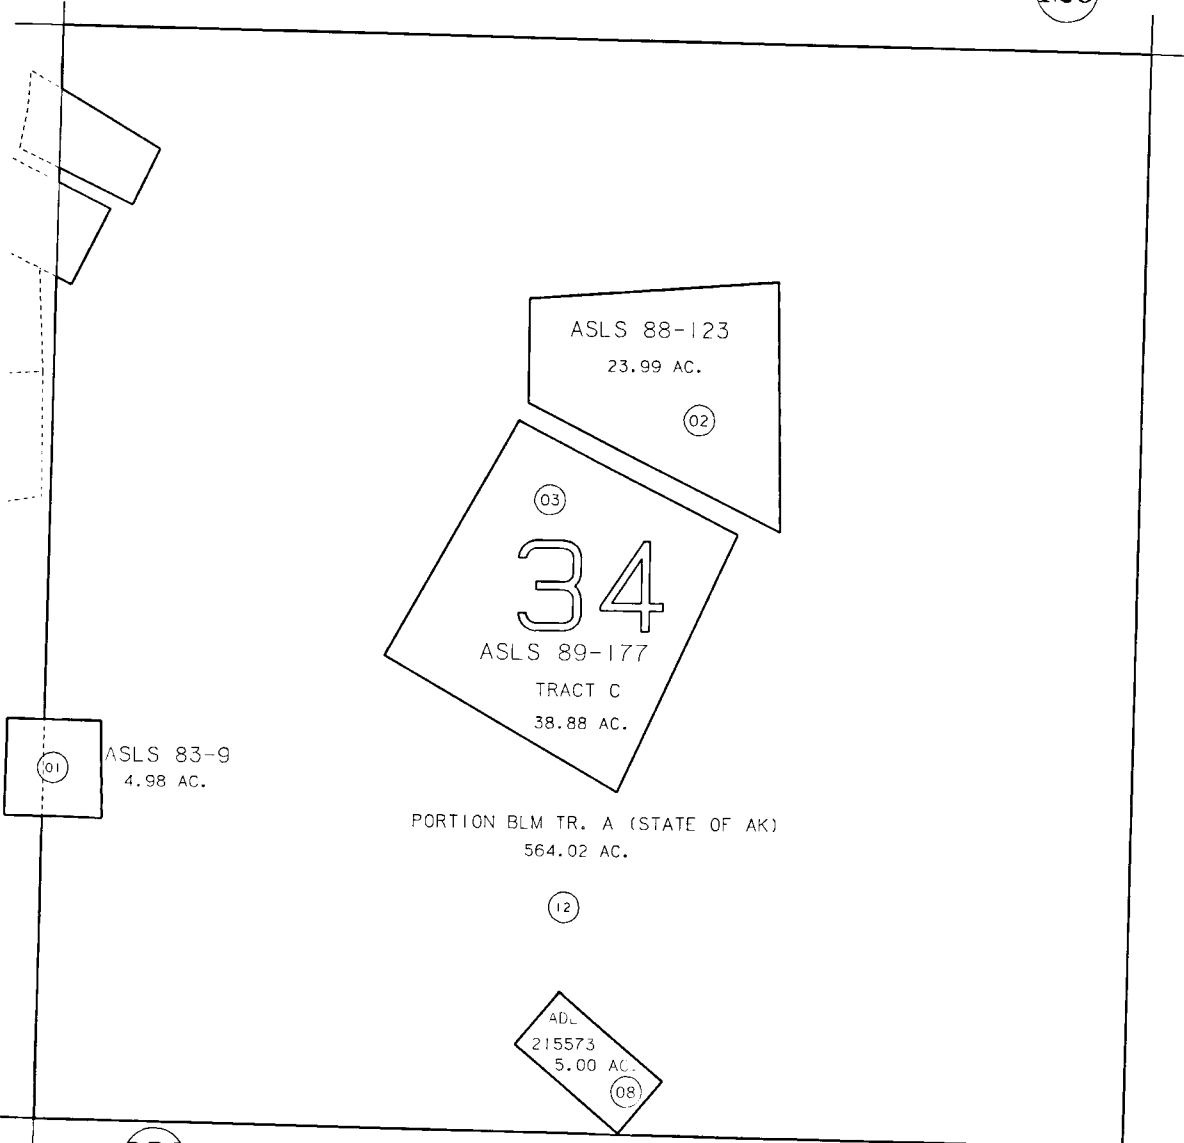 ASLS 88-123
23.99 AC.
02
03
34
ASLS 89-177
TRACT C
38.88 AC.
01
ASLS 83-9
4.98 AC.
PORTION BLM TR. A (STATE OF AK)
564.02 AC.
12
215573
5.00 AC.
08